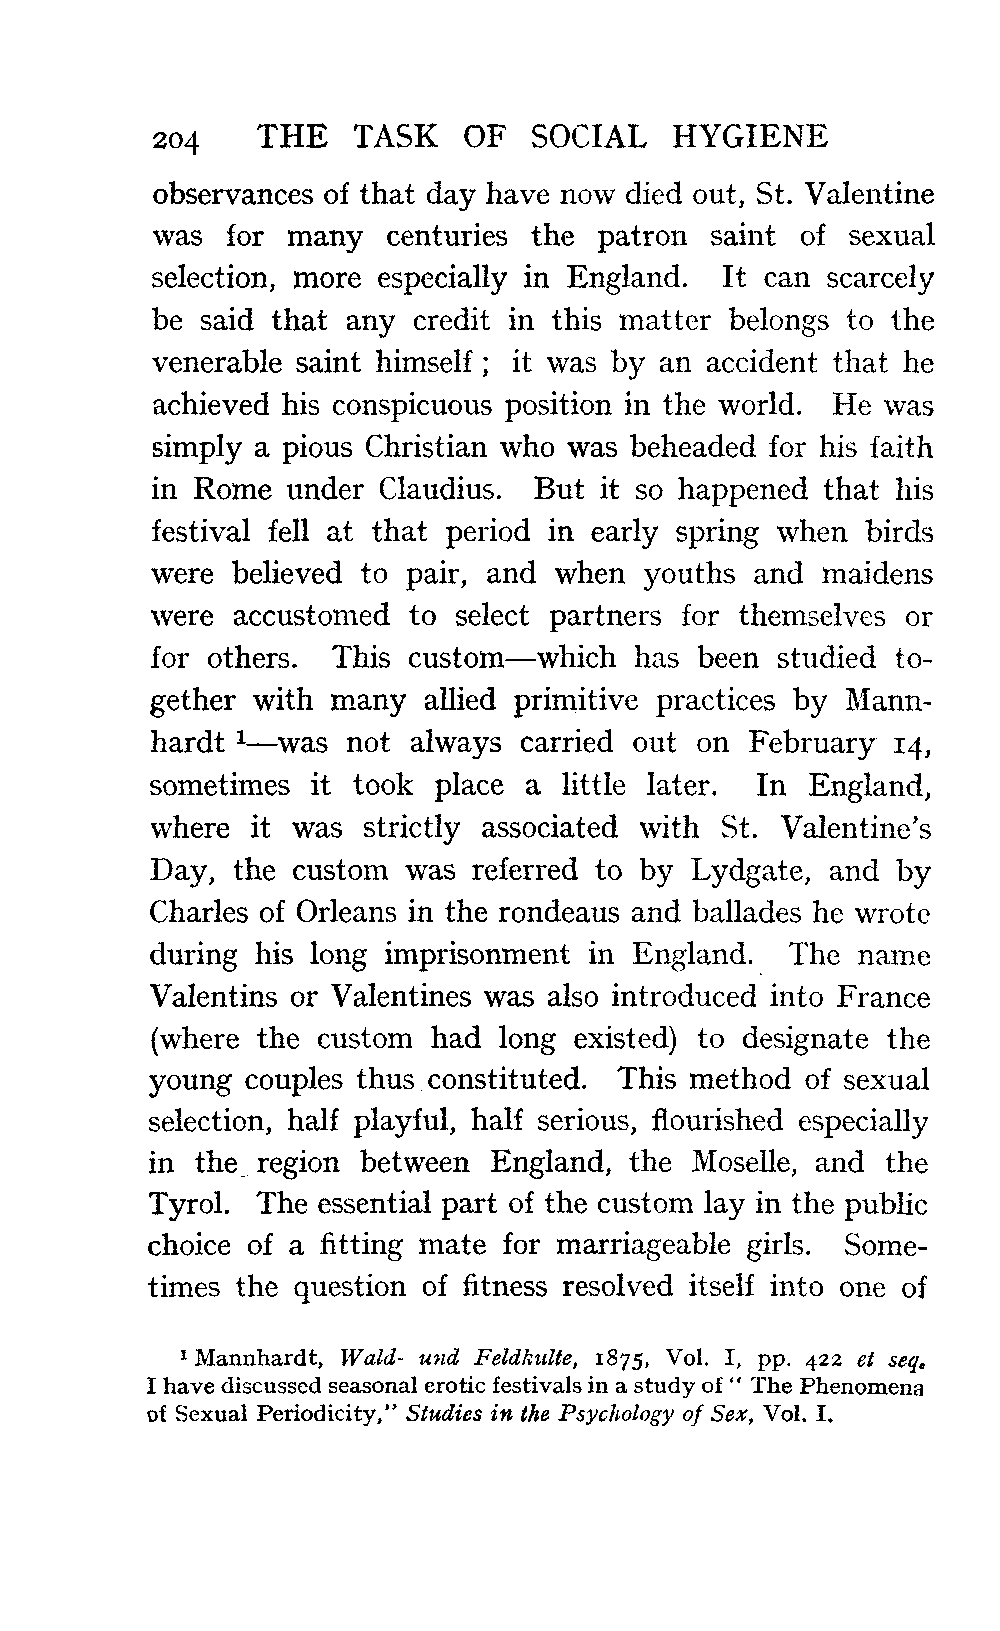 204 THE TASK OF SOCIAL HYGIENE
observances of that day have now died out, St. Valentine
was for many centuries the patron saint of sexual
selection, more especially in England. It can scarcely
be said that any credit in this matter belongs to the
venerable saint himself ; it was by an accident that he
achieved his conspicuous position in the world. He was
simply a pious Christian who was beheaded for his faith
in Rome under Claudius. But it so happened that his
festival fell at that period in early spring when birds
were believed to pair, and when youths and maidens
were accustomed to select partners for themselves or
for others. This custom—which has been studied to-
gether with many allied primitive practices by Mann-
hardt ¹—was not always carried out on February 14,
sometimes it took place a little later. In England,
where it was strictly associated with St. Valentine's
Day, the custom was referred to by Lydgate, and by
Charles of Orleans in the rondeaus and ballades he wrote
during his long imprisonment in England. The name
Valentins or Valentines was also introduced into France
(where the custom had long existed) to designate the
young couples thus constituted. This method of sexual
selection, half playful, half serious, flourished especially
in the region between England, the Moselle, and the
Tyrol. The essential part of the custom lay in the public
choice of a fitting mate for marriageable girls. Some-
times the question of fitness resolved itself into one of
¹ Mannhardt, Wald- und Feldkulte, 1875, Vol. I, pp. 422 et seq.
I have discussed seasonal erotic festivals in a study of " The Phenomena
of Sexual Periodicity," Studies in the Psychology of Sex, Vol. I.